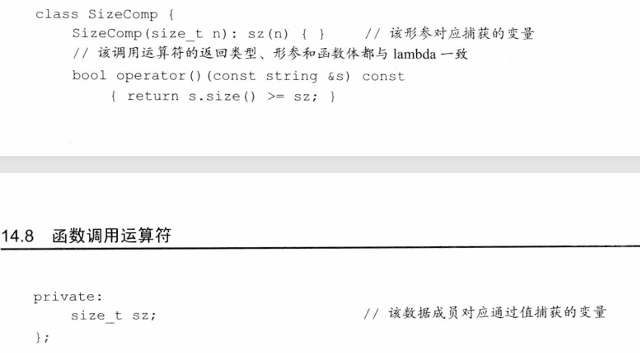 class SizeComp {
SizeComp(size_t n): sz(n) { } // 该形参对应捕获的变量
// 该调用运算符的返回类型、形参和函数体都与 lambda 一致
bool operator()(const string &s) const
{ return s.size() >= sz; }
14.8 函数调用运算符
private:
size_t sz; // 该数据成员对应通过值捕获的变量
};